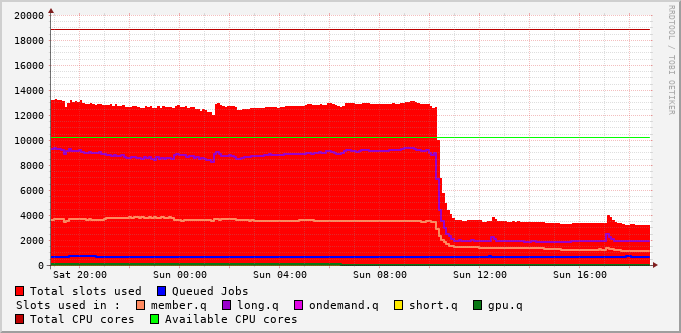 20000
18000
16000
14000
12000
10000
8000
6000
4000
2000
0
Sat 20:00 Sun 00:00 Sun 04:00 Sun 08:00 Sun 12:00 Sun 16:00
RRDTOOL / TOBI OETIKER
Total slots used Queued Jobs
Slots used in : member.q long.q ondemand.q short.q gpu.q
Total CPU cores Available CPU cores